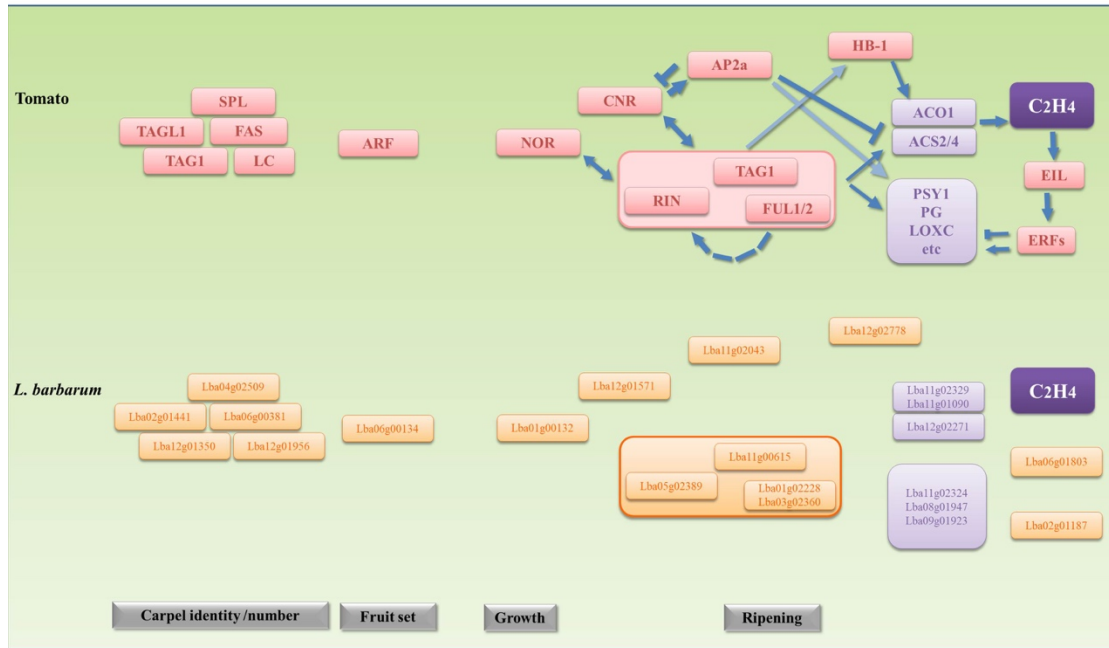 Tomato
SPL
TAGL1
FAS
TAG1
LC
ARF
NOR
CNR
AP2a
HB-1
TAG1
RIN
FUL1/2
ACO1
ACS2/4
C2H4
PSY1
PG
LOXC
etc
EIL
ERFs
L. barbarum
Lba04g02509
Lba02g01441
Lba06g00381
Lba12g01350
Lba12g01956
Lba06g00134
Lba01g00132
Lba12g01571
Lba11g02043
Lba12g02778
Lba11g00615
Lba05g02389
Lba01g02228
Lba03g02360
Lba11g02329
Lba11g01090
Lba12g02271
C2H4
Lba11g02324
Lba08g01947
Lba09g01923
Lba06g01803
Lba02g01187
Carpel identity/number
Fruit set
Growth
Ripening